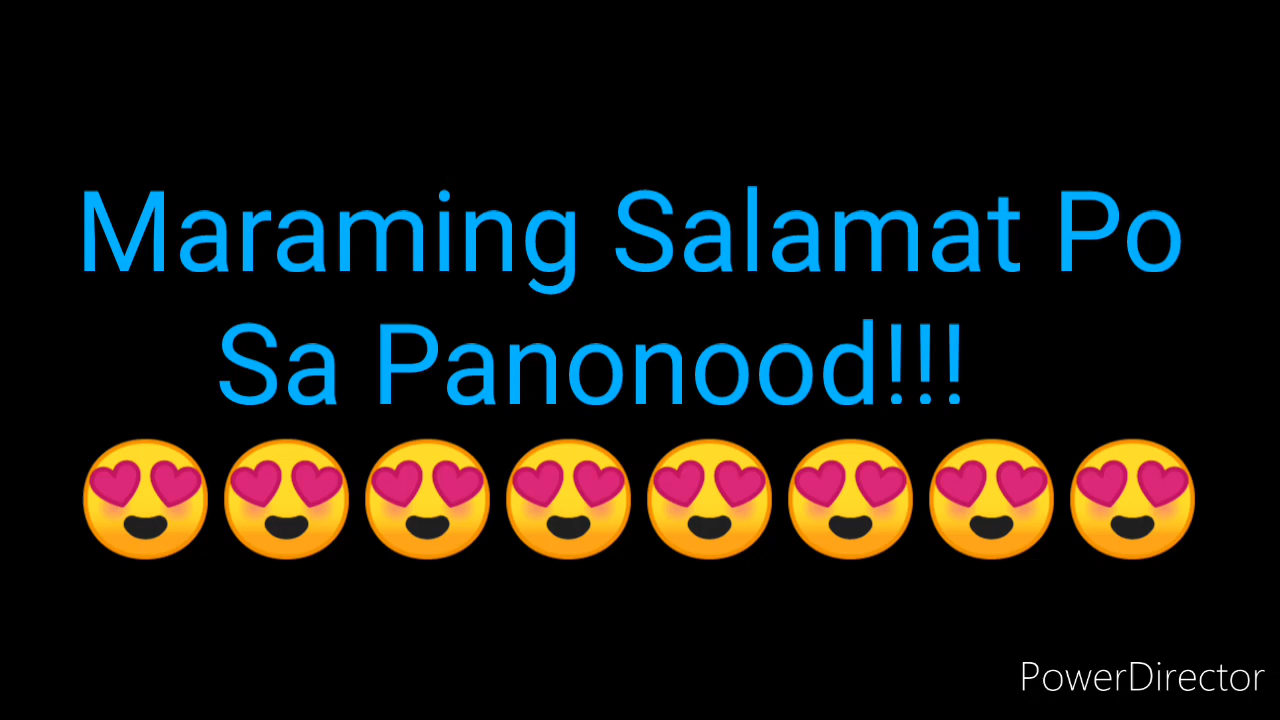 Maraming Salamat Po
Sa Panonood!!!
😍😍😍😍😍😍😍😍
PowerDirector